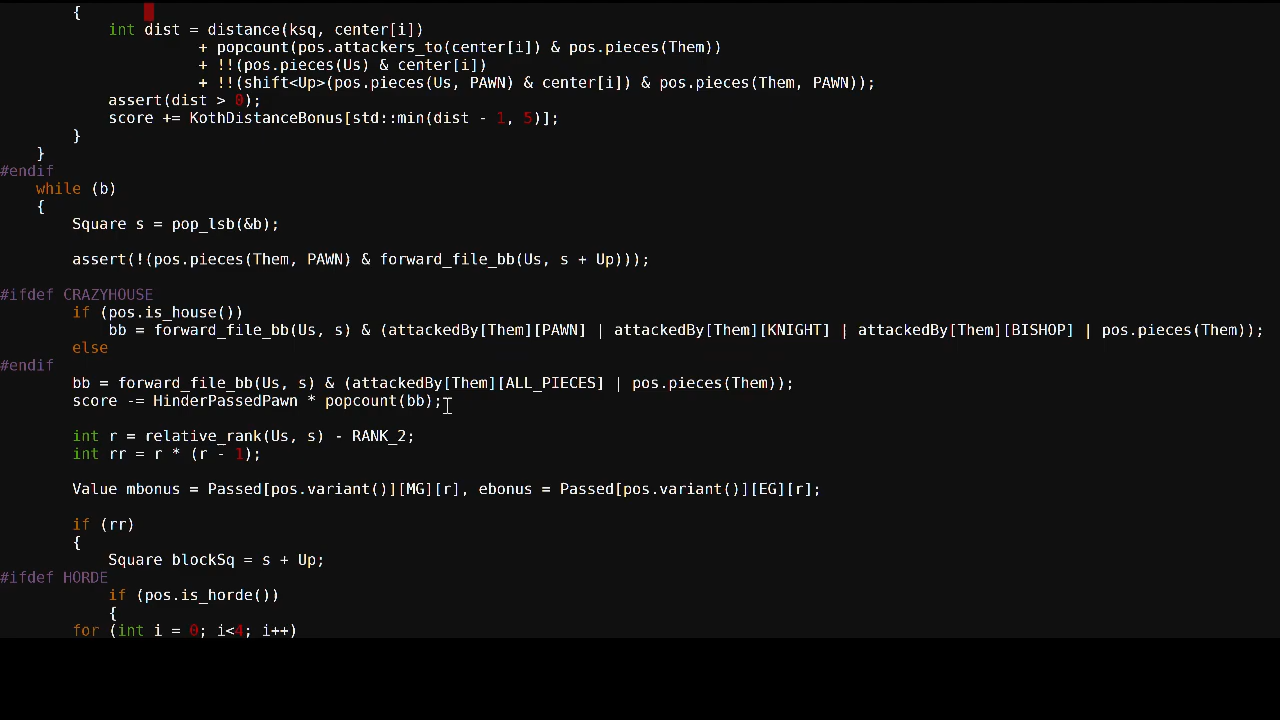 {
int dist = distance(ksq, center[i])
+ popcount(pos.attackers_to(center[i]) & pos.pieces(Them))
+ !!(pos.pieces(Us) & center[i])
+ !!(shift<Up>(pos.pieces(Us, PAWN) & center[i]) & pos.pieces(Them, PAWN));
assert(dist > 0);
score += KothDistanceBonus[std::min(dist - 1, 5)];
}
}
#endif
while (b)
{
Square s = pop_lsb(&b);
assert(!(pos.pieces(Them, PAWN) & forward_file_bb(Us, s + Up)));
#ifdef CRAZYHOUSE
if (pos.is_house())
bb = forward_file_bb(Us, s) & (attackedBy[Them][PAWN] | attackedBy[Them][KNIGHT] | attackedBy[Them][BISHOP] | pos.pieces(Them));
else
#endif
bb = forward_file_bb(Us, s) & (attackedBy[Them][ALL_PIECES] | pos.pieces(Them));
score -= HinderPassedPawn * popcount(bb);
int r = relative_rank(Us, s) - RANK_2;
int rr = r * (r - 1);
Value mbonus = Passed[pos.variant()][MG][r], ebonus = Passed[pos.variant()][EG][r];
if (rr)
{
Square blockSq = s + Up;
#ifdef HORDE
if (pos.is_horde())
{
for (int i = 0; i<4; i++)